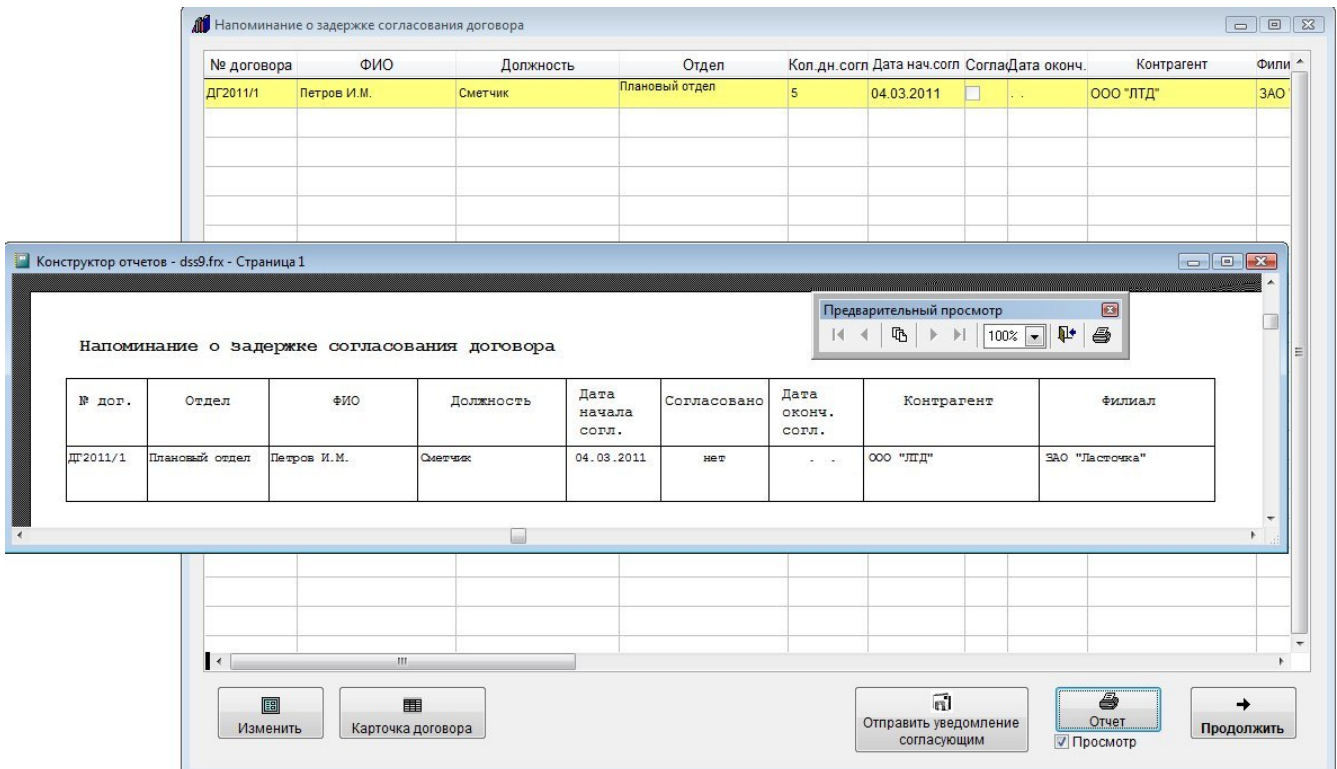 Напоминание о задержке согласования договора
№ договора ФИО Должность Отдел Кол.дн.согл Дата нач.согл Соглас Дата оконч. Контрагент Фили
ДГ2011/1 Петров И.М. Сметчик Плановый отдел 5 04.03.2011 . . ООО "ЛТД" ЗАО "
Конструктор отчетов - dss9.frx - Страница 1
Предварительный просмотр
100%
Напоминание о задержке согласования договора
№ дог. Отдел ФИО Должность Дата начала согл. Согласовано Дата оконч. согл. Контрагент Филиал
ДГ2011/1 Плановый отдел Петров И.М. Сметчик 04.03.2011 нет . . ООО "ЛТД" ЗАО "Ласточка"
Изменить
Карточка договора
Отправить уведомление
согласующим
Отчет
Просмотр
Продолжить